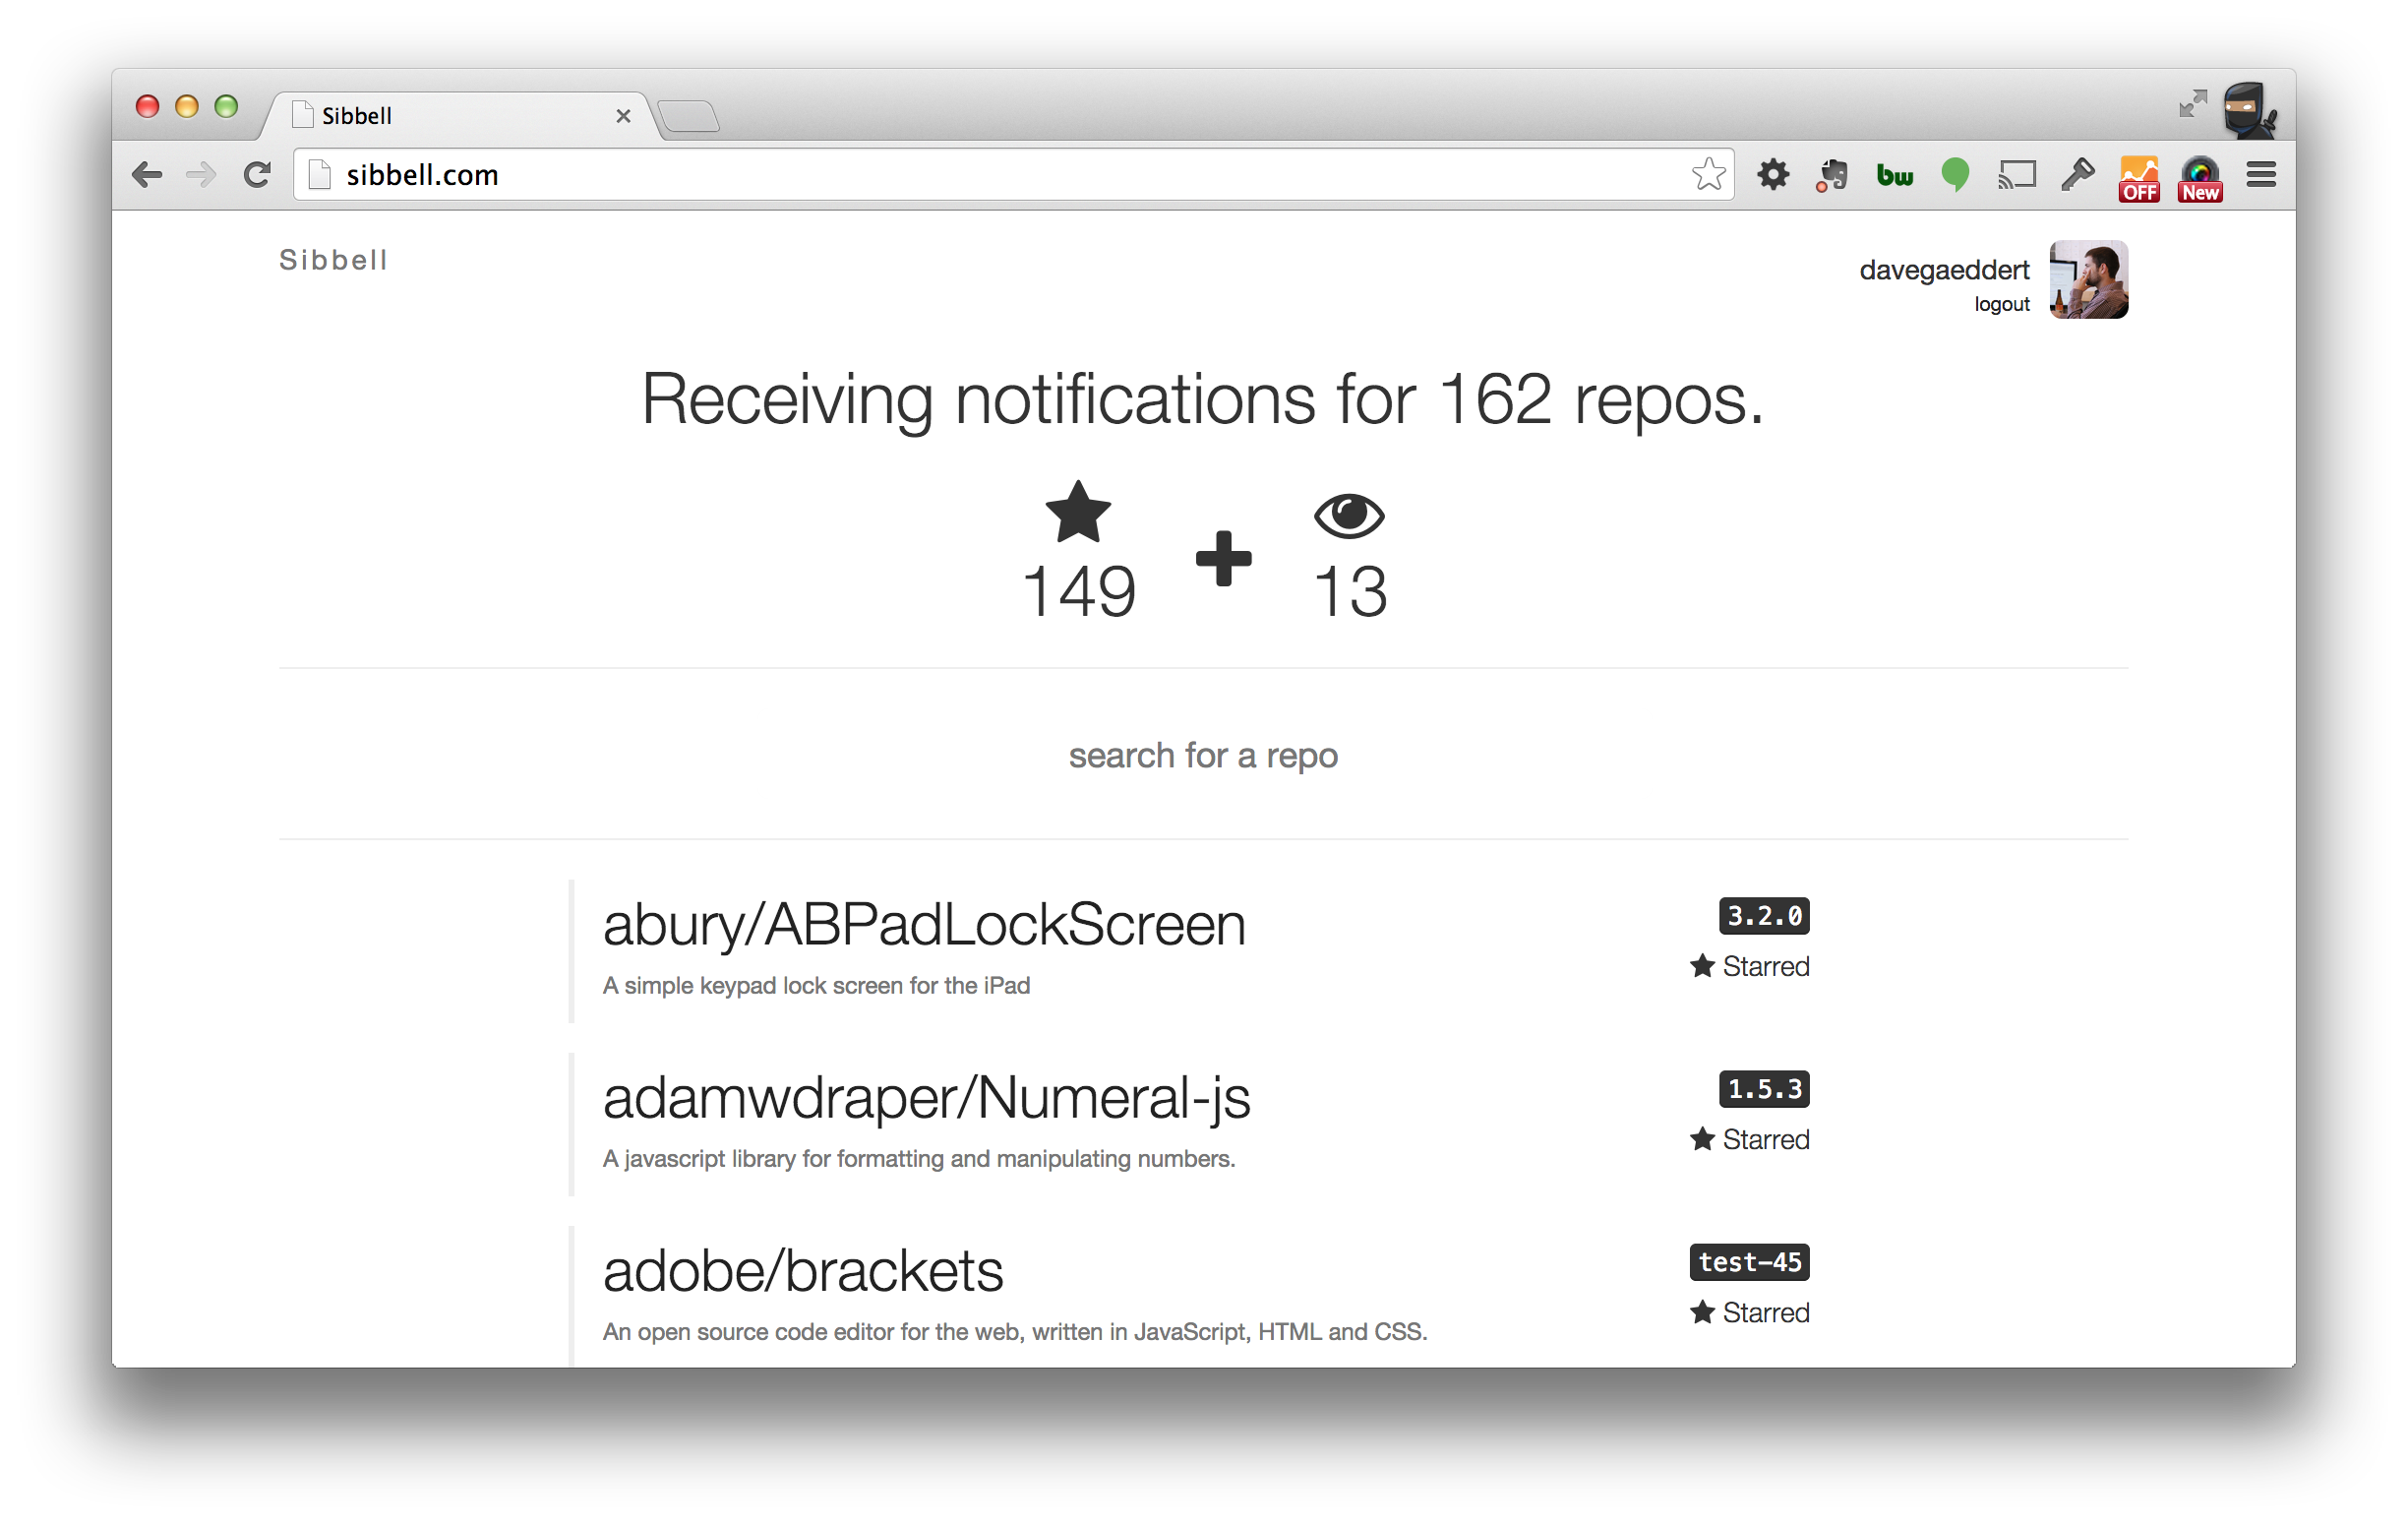 Sibbell
sibbell.com
bw
OFF
New
Sibbell
davegaeddert
logout
Receiving notifications for 162 repos.
149
13
search for a repo
abury/ABPadLockScreen
3.2.0
A simple keypad lock screen for the iPad
Starred
adamwdraper/Numeral-js
1.5.3
A javascript library for formatting and manipulating numbers.
Starred
adobe/brackets
test-45
An open source code editor for the web, written in JavaScript, HTML and CSS.
Starred